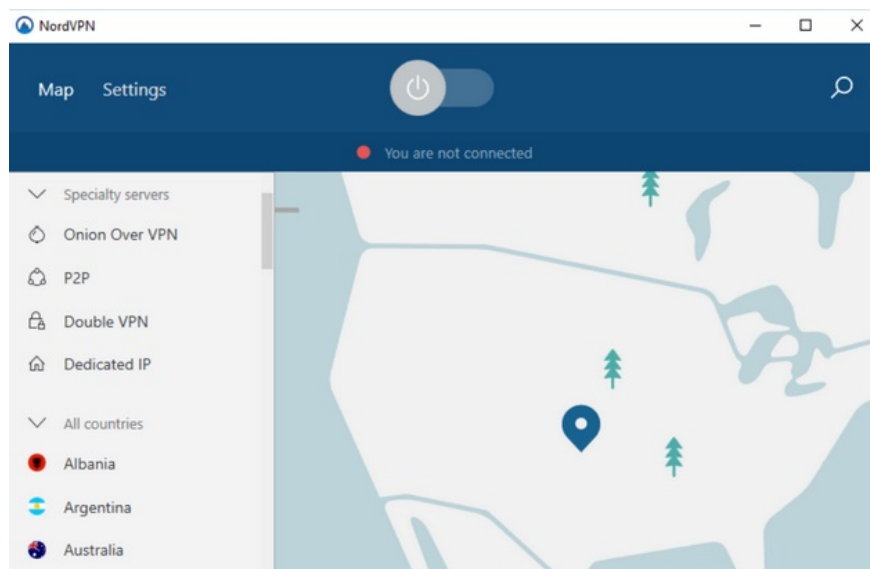 NordVPN
Map Settings
You are not connected
Specialty servers
Onion Over VPN
P2P
Double VPN
Dedicated IP
All countries
Albania
Argentina
Australia